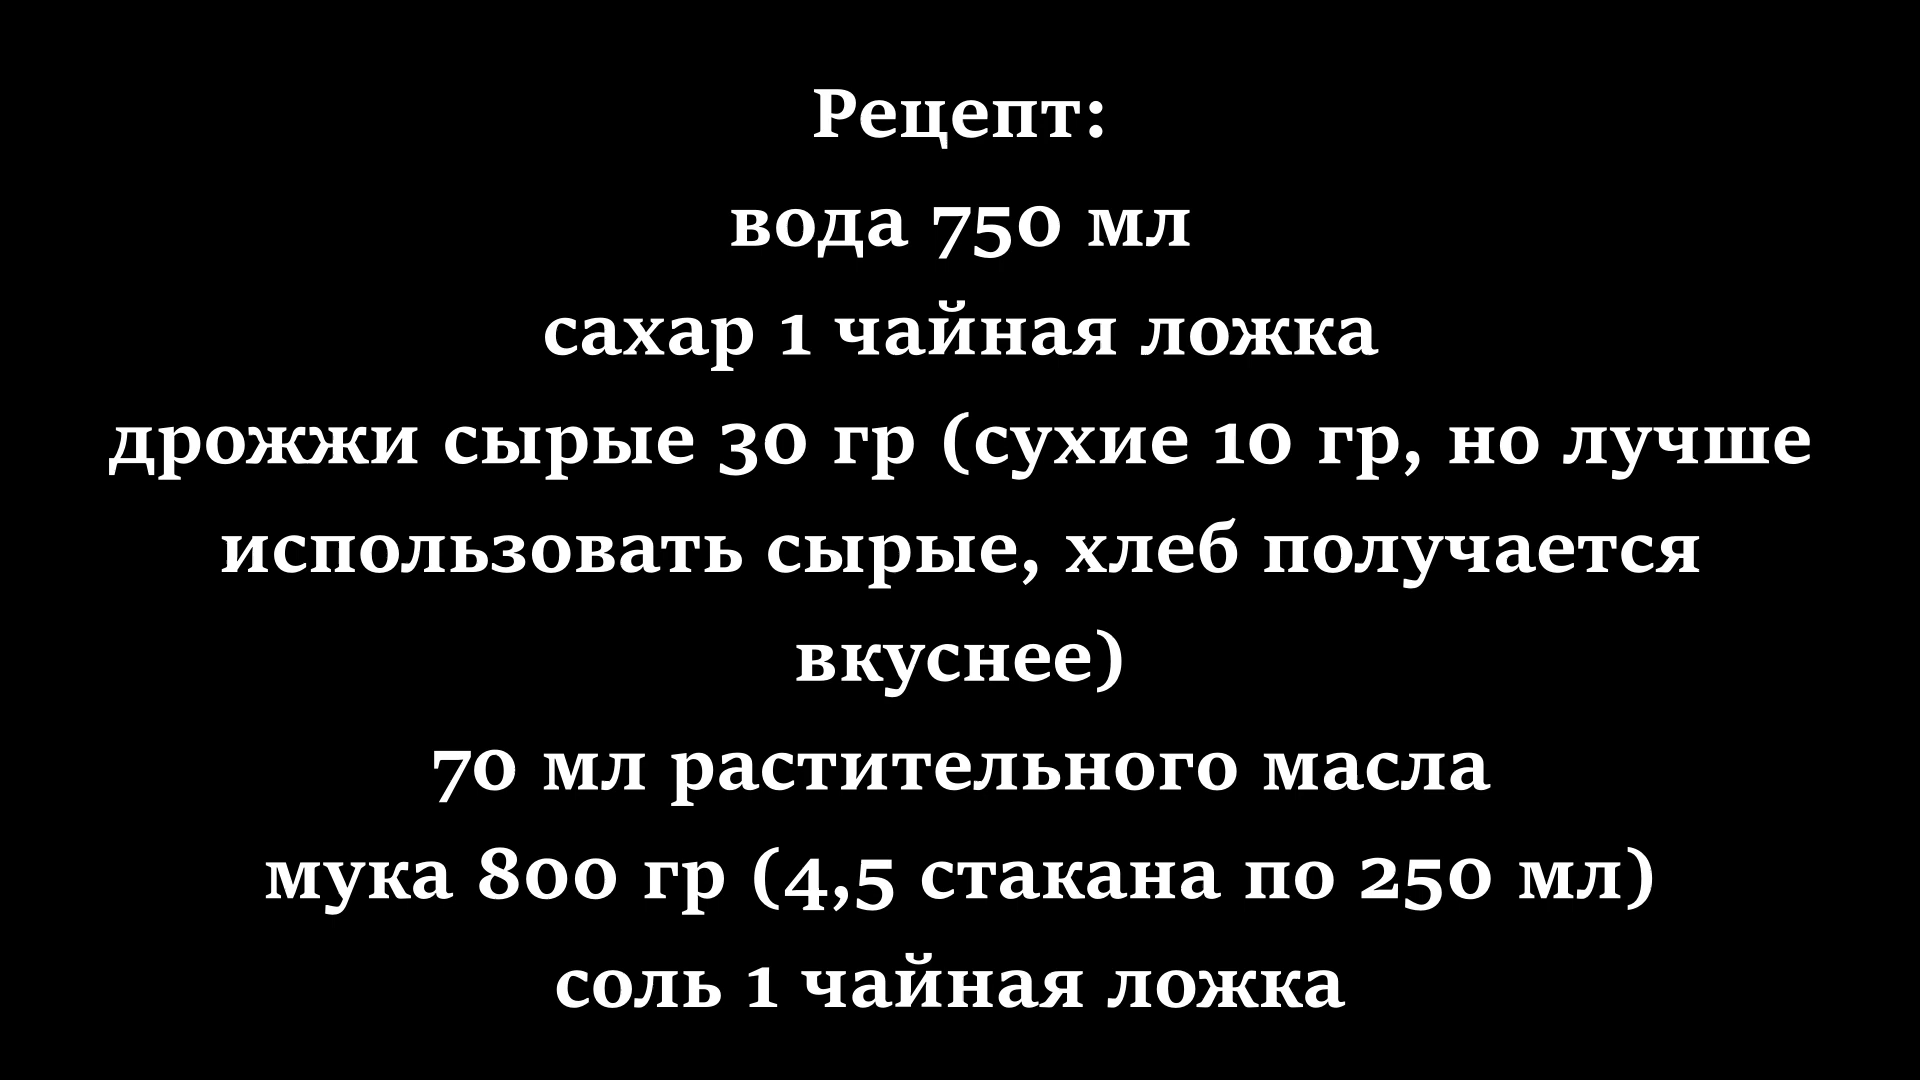 Рецепт:
вода 750 мл
сахар 1 чайная ложка
дрожжи сырые 30 гр (сухие 10 гр, но лучше
использовать сырые, хлеб получается
вкуснее)
70 мл растительного масла
мука 800 гр (4,5 стакана по 250 мл)
соль 1 чайная ложка